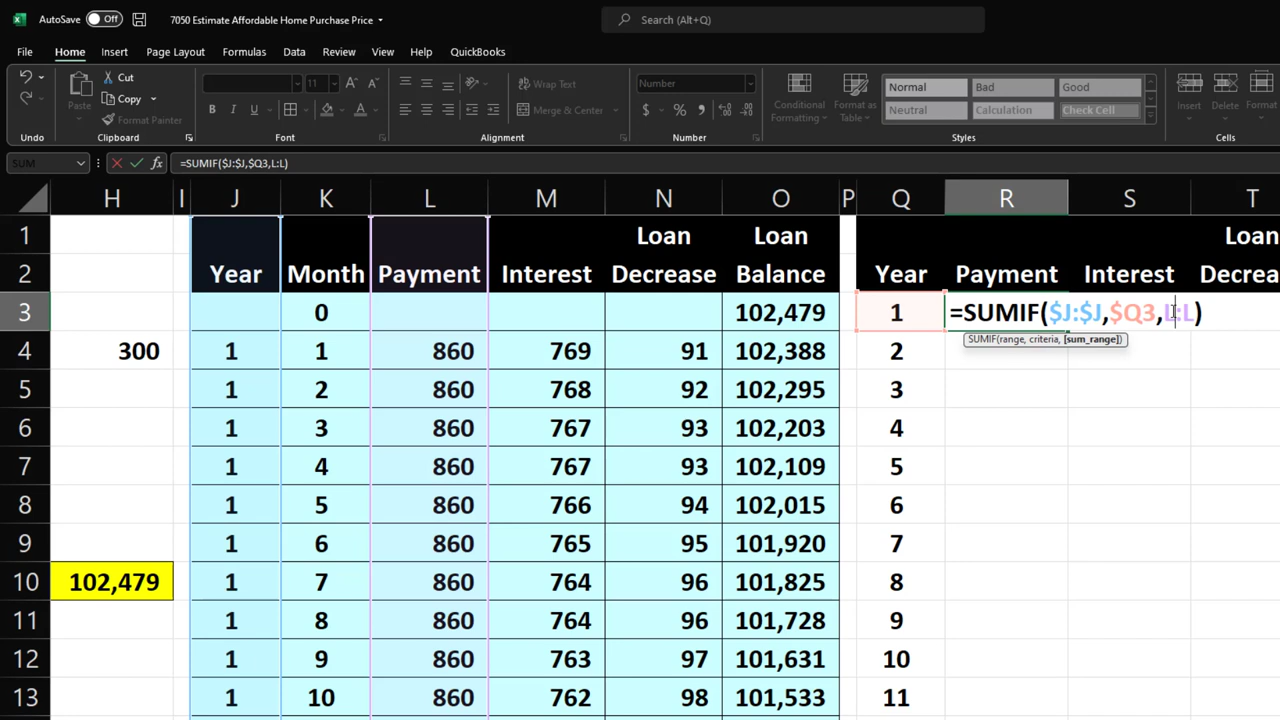 AutoSave Off 7050 Estimate Affordable Home Purchase Price Search (Alt+Q)
File Home Insert Page Layout Formulas Data Review View Help QuickBooks
Paste Cut Copy Format Painter
11
Wrap Text
Merge & Center
Number
$ % ,
Conditional Formatting
Format as Table
Normal Bad Good
Neutral Calculation Check Cell
Insert Delete Format
Undo Clipboard Font Alignment Number Styles Cells
SUM fx =SUMIF($J:$J,$Q3,L:L)
H I J K L M N O P Q R S T
1 Loan Loan Loan
2 Year Month Payment Interest Decrease Balance Year Payment Interest Decrea
3 0 102,479 1 =SUMIF($J:$J,$Q3,L:L)
SUMIF(range, criteria, [sum_range])
4 300 1 1 860 769 91 102,388 2
5 1 2 860 768 92 102,295 3
6 1 3 860 767 93 102,203 4
7 1 4 860 767 93 102,109 5
8 1 5 860 766 94 102,015 6
9 1 6 860 765 95 101,920 7
10 102,479 1 7 860 764 96 101,825 8
11 1 8 860 764 96 101,728 9
12 1 9 860 763 97 101,631 10
13 1 10 860 762 98 101,533 11